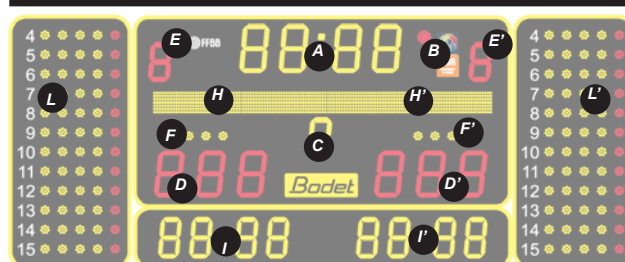 4 E FFBB 88:88 A B E' 4
5 8 8 5
6 6
7 L H H' L' 7
8 8
9 F C F' 9
10 10
11 888 888 11
12 D Bodet D' 12
13 13
14 88:88 I 88:88 I' 14
15 15